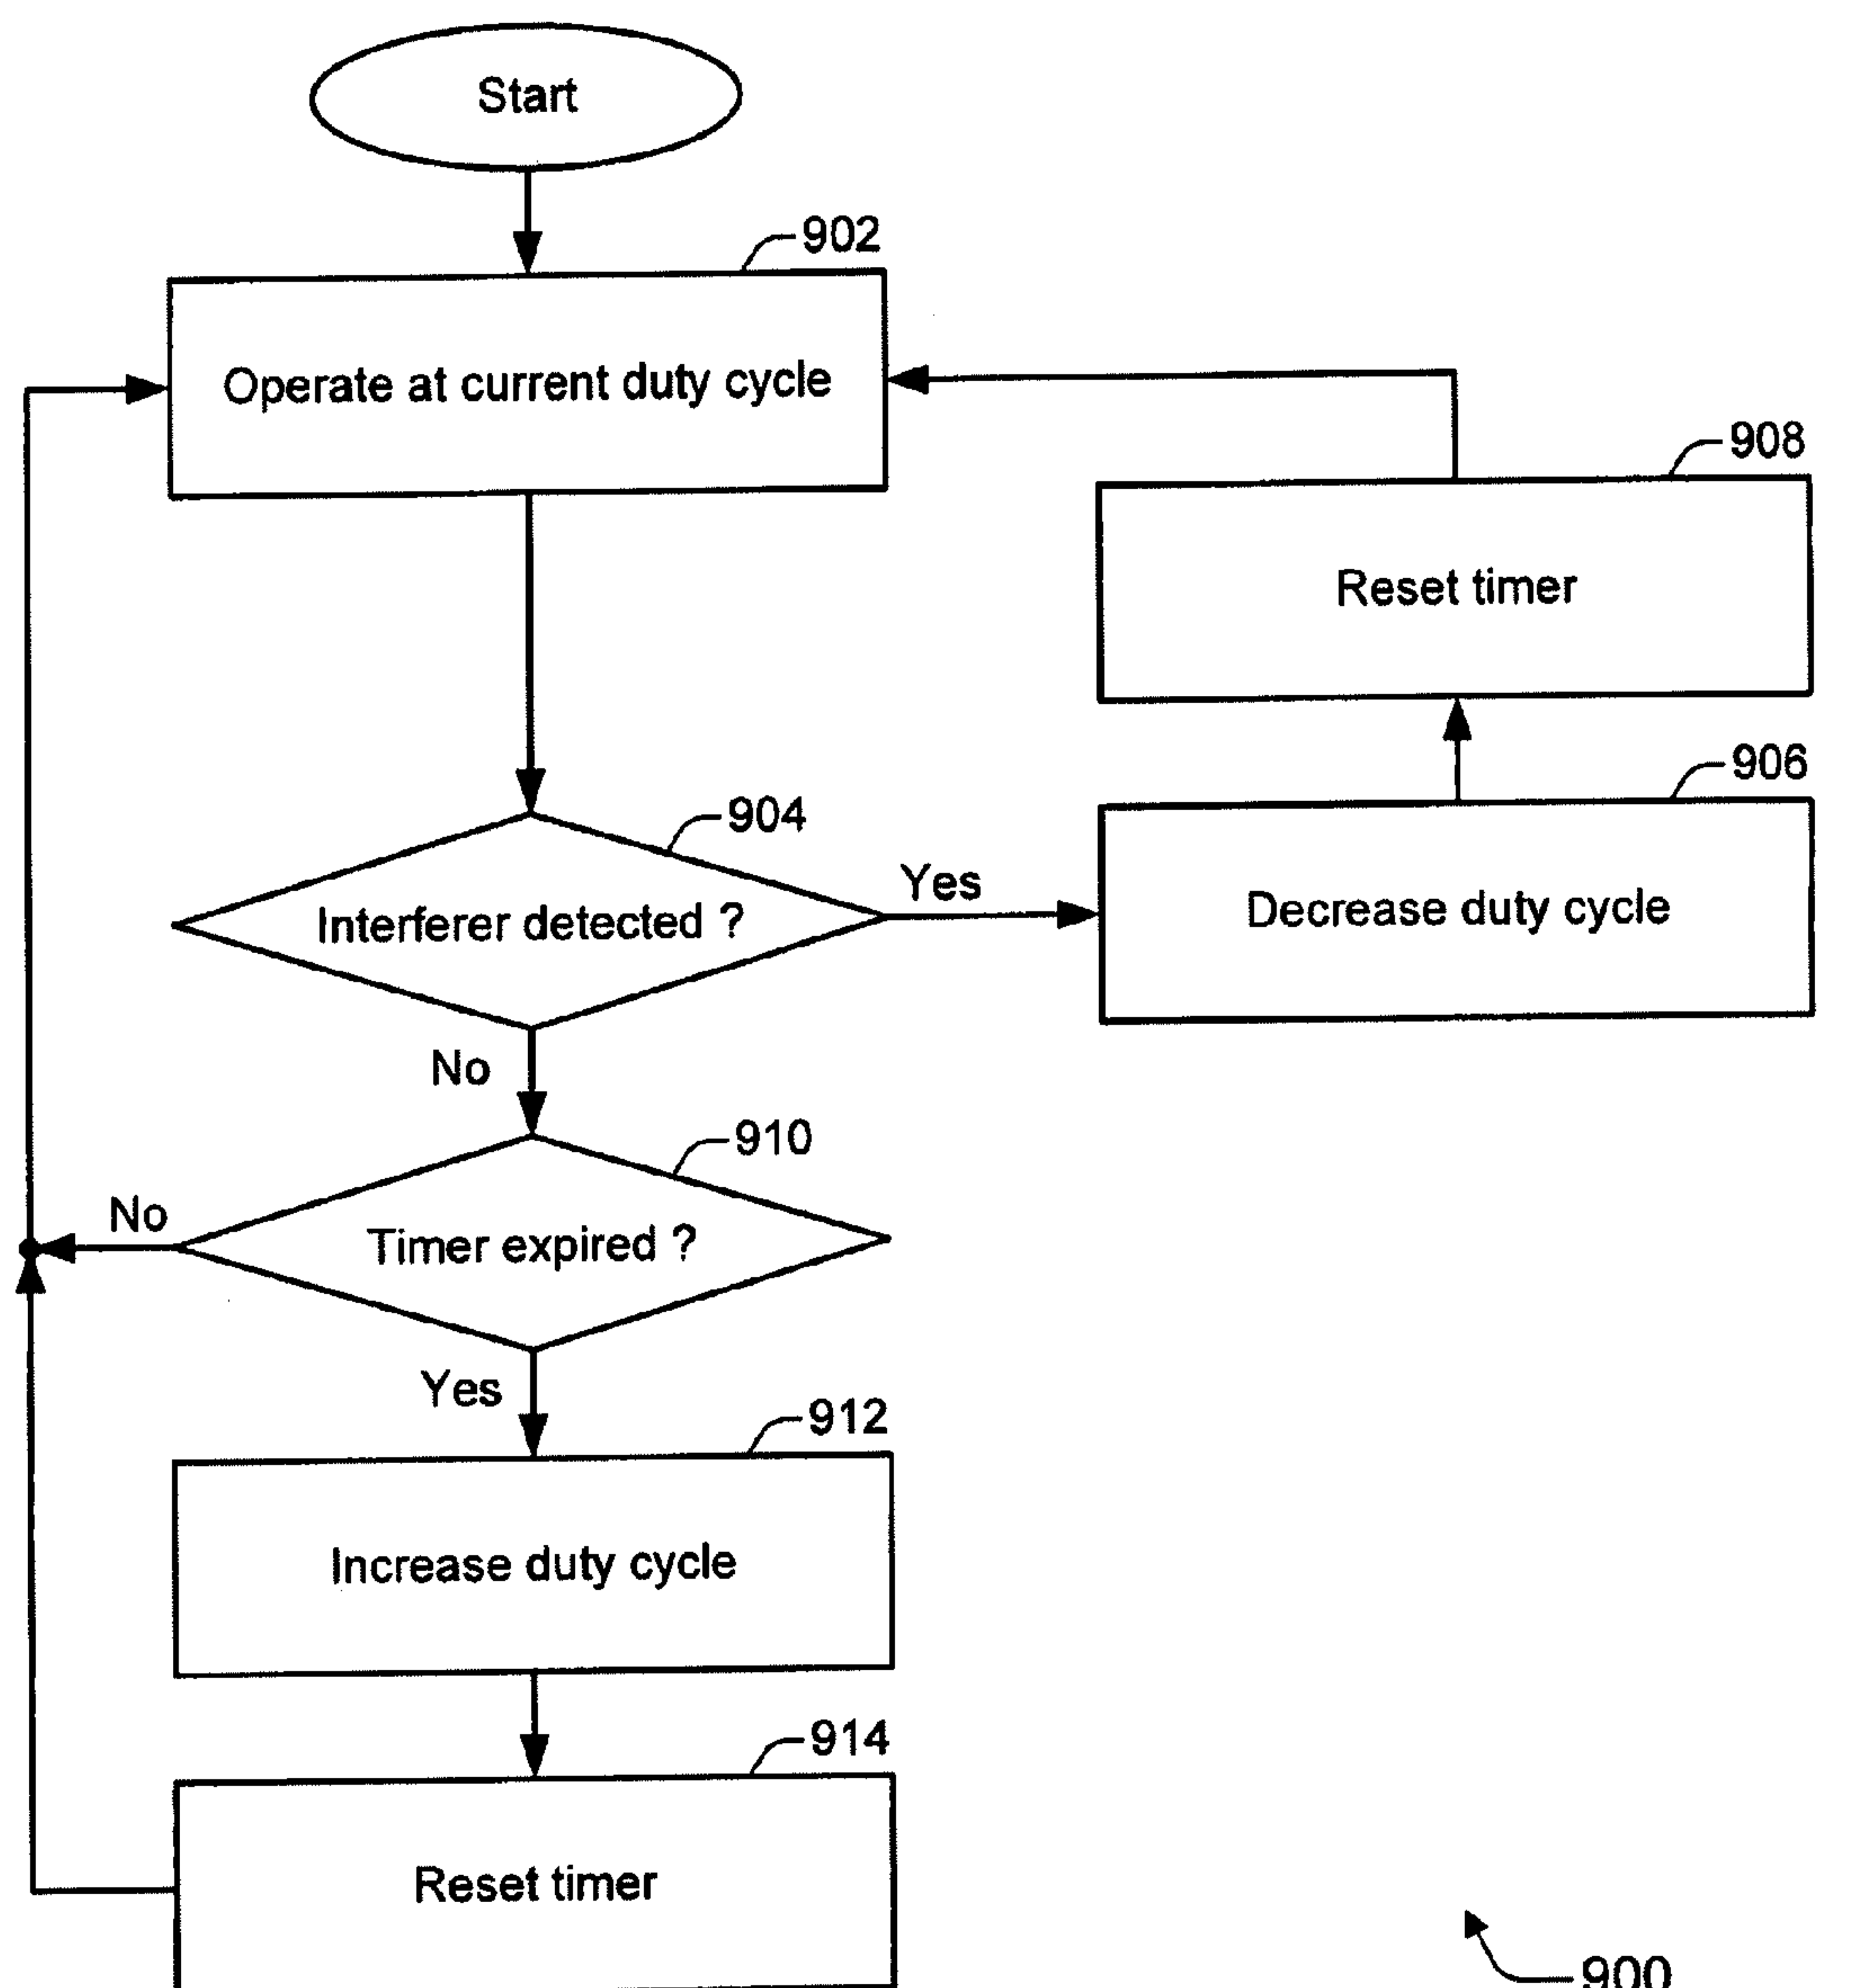 Start
902
Operate at current duty cycle
908
Reset timer
906
Decrease duty cycle
904
Interferer detected ?
Yes
No
910
Timer expired ?
No
Yes
912
Increase duty cycle
914
Reset timer
900